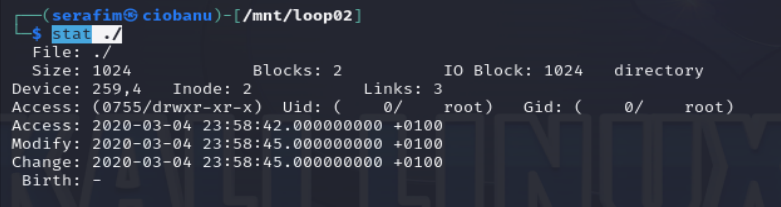 ┌──(serafim㉿ciobanu)-[/mnt/loop02]
└─$ stat ./
  File: ./
  Size: 1024            Blocks: 2          IO Block: 1024   directory
Device: 259,4   Inode: 2           Links: 3
Access: (0755/drwxr-xr-x)  Uid: (    0/    root)   Gid: (    0/    root)
Access: 2020-03-04 23:58:42.000000000 +0100
Modify: 2020-03-04 23:58:45.000000000 +0100
Change: 2020-03-04 23:58:45.000000000 +0100
 Birth: -